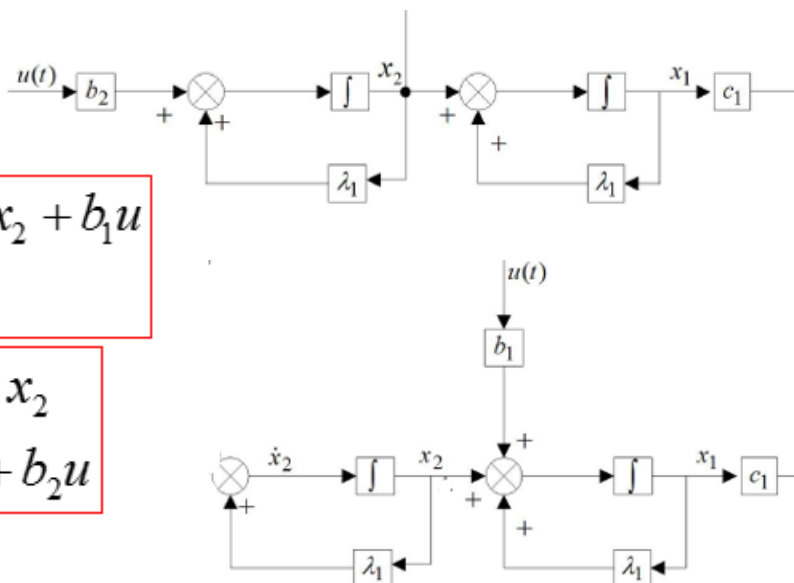 u(t) b₂ + + ∫ x₂ + + ∫ x₁ c₁
λ₁ λ₁
x₂ + b₁u
u(t)
b₁
x₂
+ b₂u
+ ẋ₂ ∫ x₂ + + + ∫ x₁ c₁
λ₁ λ₁